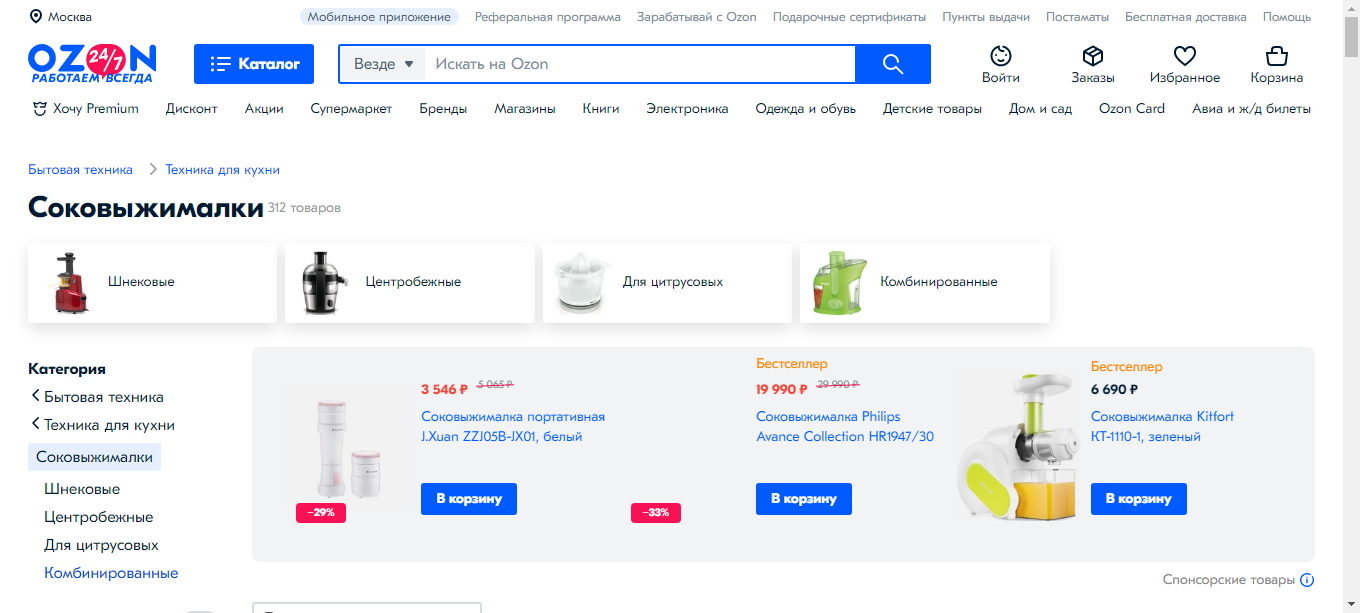 Москва
Мобильное приложение
Реферальная программа
Зарабатывай с Ozon
Подарочные сертификаты
Пункты выдачи
Постаматы
Бесплатная доставка
Помощь
OZON
24/7
РАБОТАЕМ ВСЕГДА
Каталог
Везде
Искать на Ozon
Войти
Заказы
Избранное
Корзина
Хочу Premium
Дисконт
Акции
Супермаркет
Бренды
Магазины
Книги
Электроника
Одежда и обувь
Детские товары
Дом и сад
Ozon Card
Авиа и ж/д билеты
Бытовая техника
Техника для кухни
Соковыжималки 312 товаров
Шнековые
Центробежные
Для цитрусовых
Комбинированные
Категория
Бытовая техника
Техника для кухни
Соковыжималки
Шнековые
Центробежные
Для цитрусовых
Комбинированные
3 546 ₽ 5 065 ₽
Соковыжималка портативная
J.Xuan ZZJ05B-JX01, белый
В корзину
−29%
Бестселлер
19 990 ₽ 29 990 ₽
Соковыжималка Philips
Avance Collection HR1947/30
В корзину
−33%
Бестселлер
6 690 ₽
Соковыжималка Kitfort
КТ-1110-1, зеленый
В корзину
Спонсорские товары